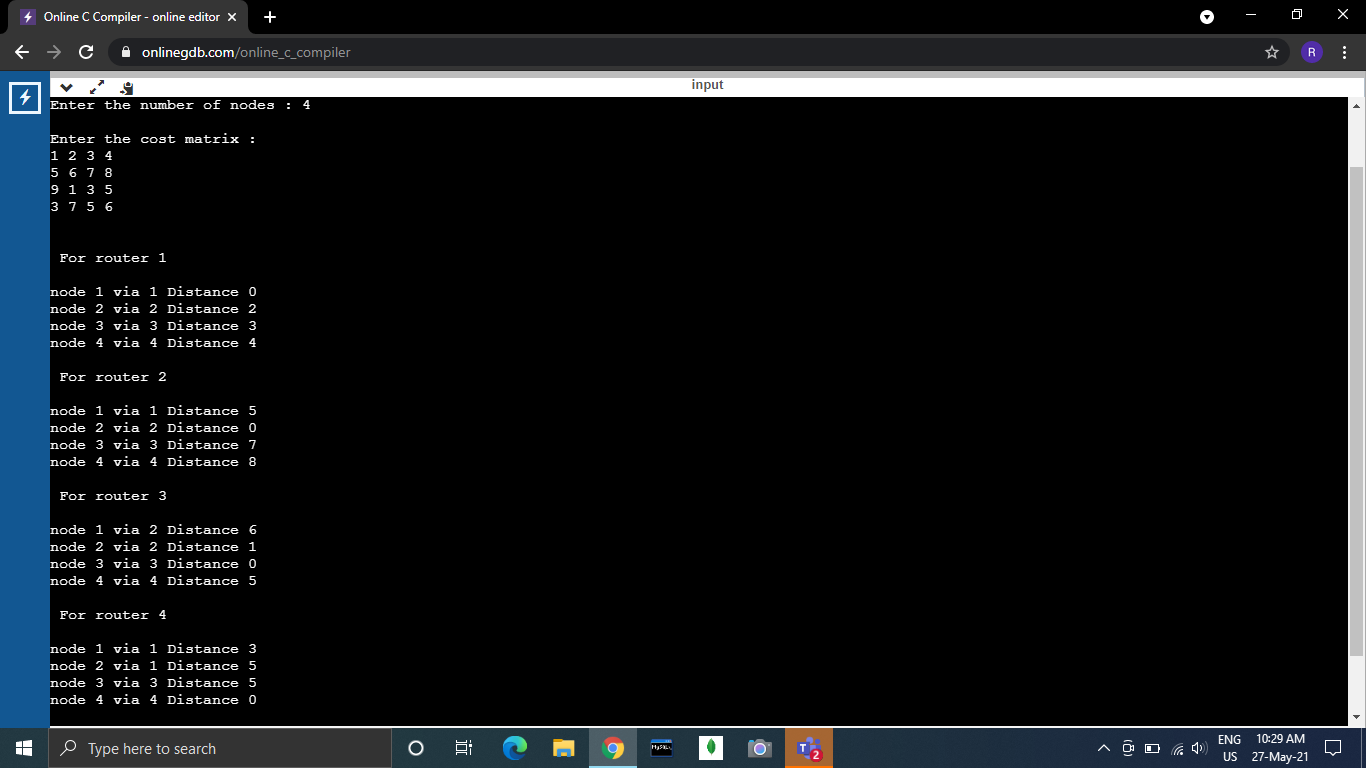 Online C Compiler - online editor
onlinegdb.com/online_c_compiler
R
input
Enter the number of nodes : 4
Enter the cost matrix :
1 2 3 4
5 6 7 8
9 1 3 5
3 7 5 6
For router 1
node 1 via 1 Distance 0
node 2 via 2 Distance 2
node 3 via 3 Distance 3
node 4 via 4 Distance 4
For router 2
node 1 via 1 Distance 5
node 2 via 2 Distance 0
node 3 via 3 Distance 7
node 4 via 4 Distance 8
For router 3
node 1 via 2 Distance 6
node 2 via 2 Distance 1
node 3 via 3 Distance 0
node 4 via 4 Distance 5
For router 4
node 1 via 1 Distance 3
node 2 via 1 Distance 5
node 3 via 3 Distance 5
node 4 via 4 Distance 0
Type here to search
T 2
ENG 10:29 AM
US 27-May-21